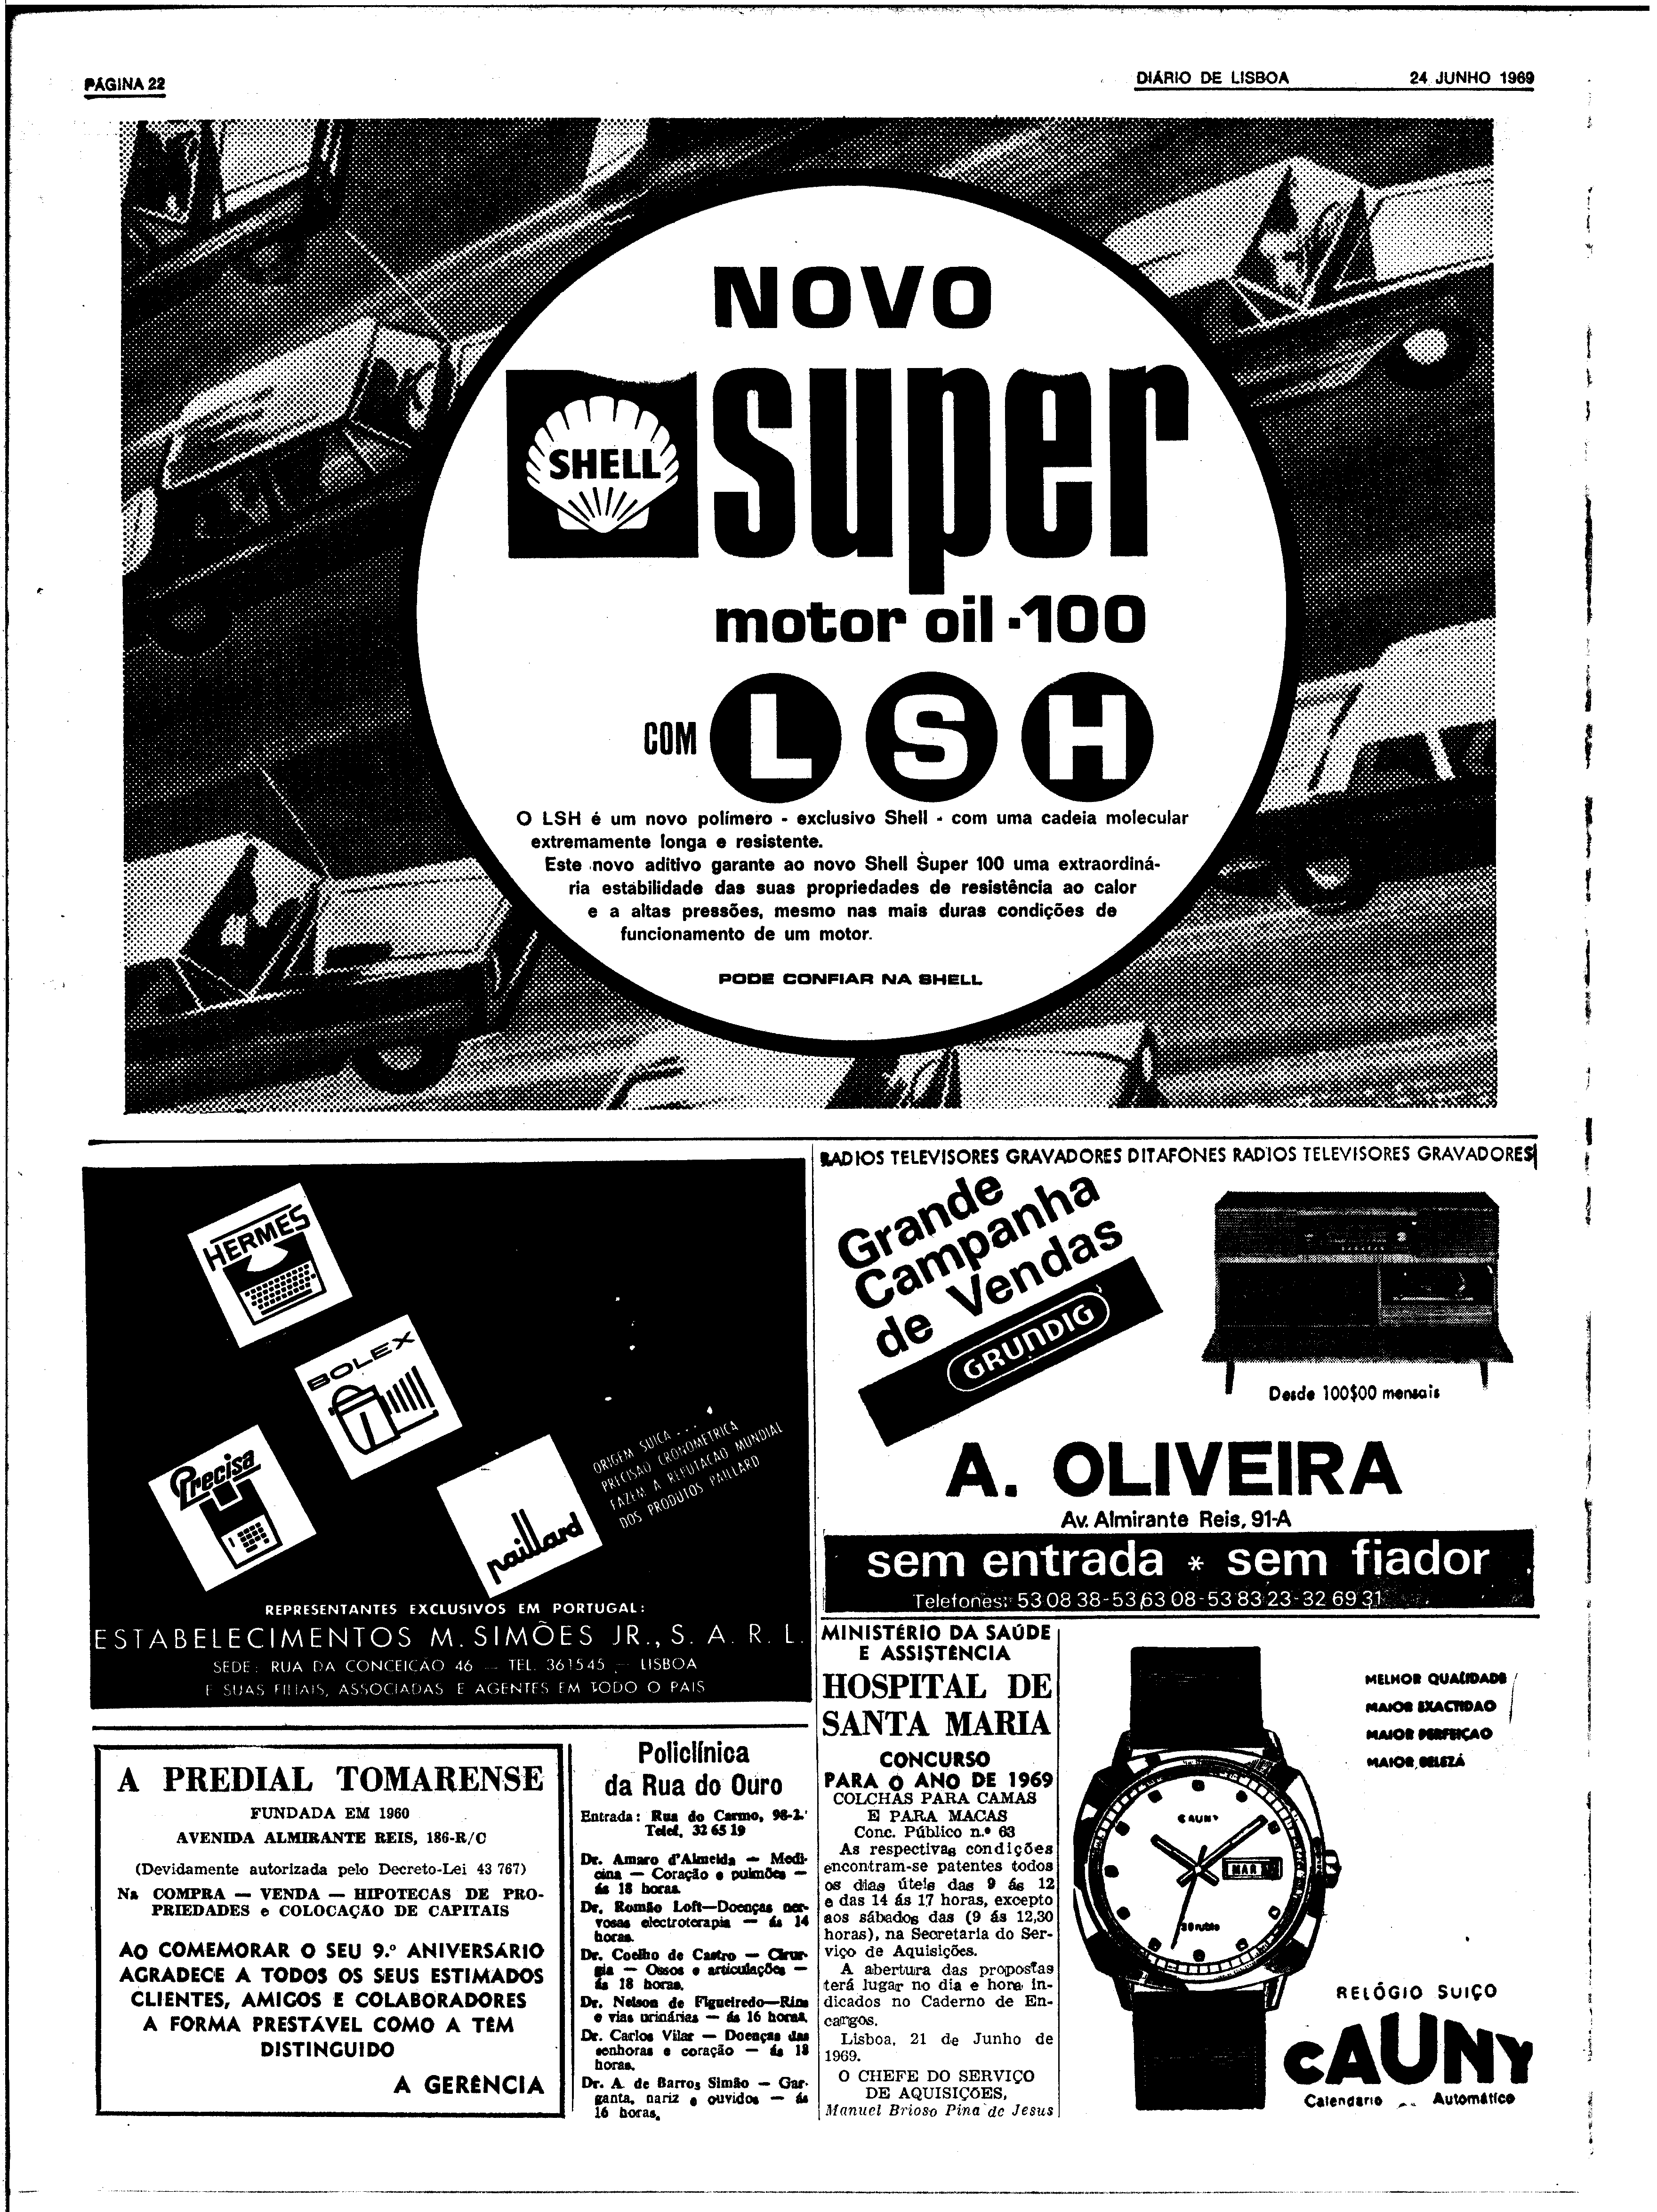 PÁGINA 22
DIÁRIO DE LISBOA 24 JUNHO 1969
NOVO
SHELL
super
motor oil ·100
COM L S H
O LSH é um novo polímero - exclusivo Shell - com uma cadeia molecular
extremamente longa e resistente.
Este novo aditivo garante ao novo Shell Super 100 uma extraordiná-
ria estabilidade das suas propriedades de resistência ao calor
e a altas pressões, mesmo nas mais duras condições de
funcionamento de um motor.
PODE CONFIAR NA SHELL
HERMES
BOLEX
Precisa
paillard
ORIGEM SUICA - - -
PRECISAO CRONOMETRICA
FAZEM A REPUTACAO MUNDIAL
DOS PRODUTOS PAILLARD
REPRESENTANTES EXCLUSIVOS EM PORTUGAL:
ESTABELECIMENTOS M. SIMÕES JR., S. A. R. L.
SEDE: RUA DA CONCEICÃO 46 — TEL. 361545 — LISBOA
E SUAS FILIAIS, ASSOCIADAS E AGENTES EM TODO O PAIS
RADIOS TELEVISORES GRAVADORES DITAFONES RADIOS TELEVISORES GRAVADORES
Grande
Campanha
de Vendas
GRUNDIG
Desde 100$00 mensais
A. OLIVEIRA
Av. Almirante Reis, 91-A
sem entrada * sem fiador
Telefones: 53 08 38-53 63 08-53 83 23-32 69 31
A PREDIAL TOMARENSE
FUNDADA EM 1960
AVENIDA ALMIRANTE REIS, 186-R/C
(Devidamente autorizada pelo Decreto-Lei 43 767)
Na COMPRA — VENDA — HIPOTECAS DE PRO-
PRIEDADES e COLOCAÇÃO DE CAPITAIS
AO COMEMORAR O SEU 9.º ANIVERSÁRIO
AGRADECE A TODOS OS SEUS ESTIMADOS
CLIENTES, AMIGOS E COLABORADORES
A FORMA PRESTÁVEL COMO A TÊM
DISTINGUIDO
A GERÊNCIA
Policlínica
da Rua do Ouro
Entrada: Rua do Carmo, 98-2.º
Telef. 32 65 19
Dr. Amaro d'Almeida — Medi-
cina — Coração e pulmões —
ás 18 horas.
Dr. Romão Loft—Doenças ner-
vosas electroterapia — ás 14
horas.
Dr. Coelho de Castro — Cirur-
gia — Ossos e articulações —
ás 18 horas.
Dr. Nelson de Figueiredo—Rins
e vias urinárias — ás 16 horas.
Dr. Carlos Vilar — Doenças das
senhoras e coração — ás 18
horas.
Dr. A. de Barros Simão — Gar-
ganta, nariz e ouvidos — ás
16 horas.
MINISTÉRIO DA SAÚDE
E ASSISTÊNCIA
HOSPITAL DE
SANTA MARIA
CONCURSO
PARA O ANO DE 1969
COLCHAS PARA CAMAS
E PARA MACAS
Conc. Público n.º 63
As respectivas condições
encontram-se patentes todos
os dias úteis das 9 ás 12
e das 14 ás 17 horas, excepto
aos sábados das (9 ás 12,30
horas), na Secretaria do Ser-
viço de Aquisições.
A abertura das propostas
terá lugar no dia e hora in-
dicados no Caderno de En-
cargos.
Lisboa, 21 de Junho de
1969.
O CHEFE DO SERVIÇO
DE AQUISIÇÕES,
Manuel Brioso Pina de Jesus
MELHOR QUALIDADE
MAIOR EXACTIDAO
MAIOR PERFEIÇAO
MAIOR BELEZÁ
CAUNY
MAR
RELÓGIO SUIÇO
CAUNY
Calendario Automático